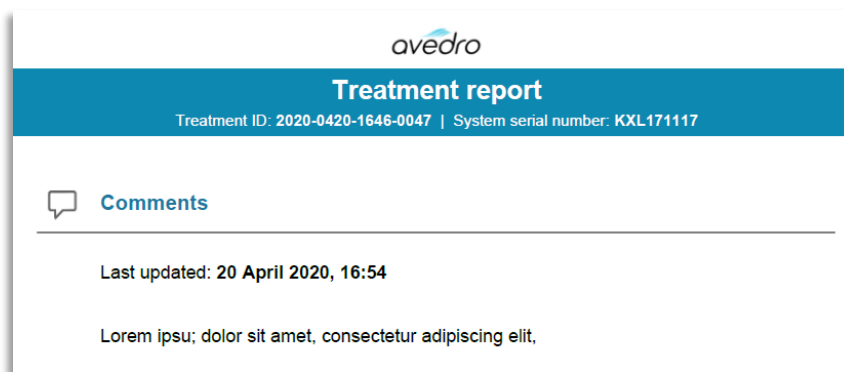 avedro
Treatment report
Treatment ID: 2020-0420-1646-0047 | System serial number: KXL171117
Comments
Last updated: 20 April 2020, 16:54
Lorem ipsu; dolor sit amet, consectetur adipiscing elit,